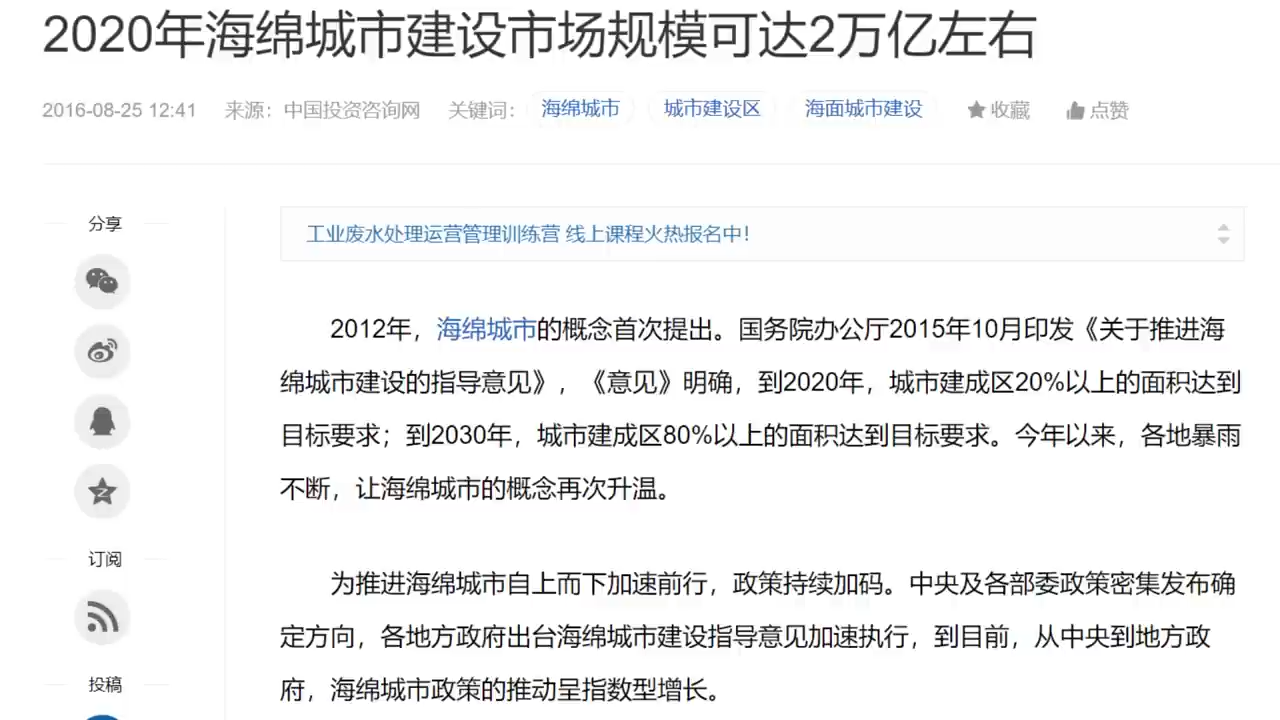 2020年海绵城市建设市场规模可达2万亿左右
2016-08-25 12:41 来源：中国投资咨询网 关键词： 海绵城市 城市建设区 海面城市建设 收藏 点赞
分享
工业废水处理运营管理训练营 线上课程火热报名中！
2012年，海绵城市的概念首次提出。国务院办公厅2015年10月印发《关于推进海
绵城市建设的指导意见》，《意见》明确，到2020年，城市建成区20%以上的面积达到
目标要求；到2030年，城市建成区80%以上的面积达到目标要求。今年以来，各地暴雨
不断，让海绵城市的概念再次升温。
订阅
为推进海绵城市自上而下加速前行，政策持续加码。中央及各部委政策密集发布确
定方向，各地方政府出台海绵城市建设指导意见加速执行，到目前，从中央到地方政
府，海绵城市政策的推动呈指数型增长。
投稿